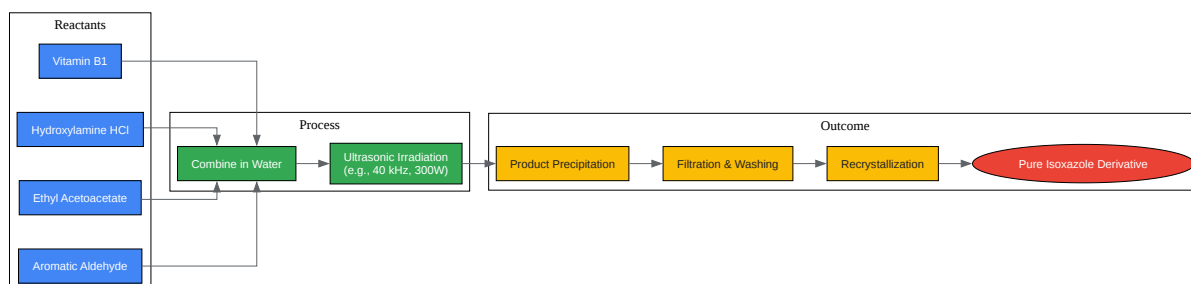 Reactants
Vitamin B1
Hydroxylamine HCl
Ethyl Acetoacetate
Aromatic Aldehyde
Process
Combine in Water
Ultrasonic Irradiation
(e.g., 40 kHz, 300W)
Outcome
Product Precipitation
Filtration & Washing
Recrystallization
Pure Isoxazole Derivative